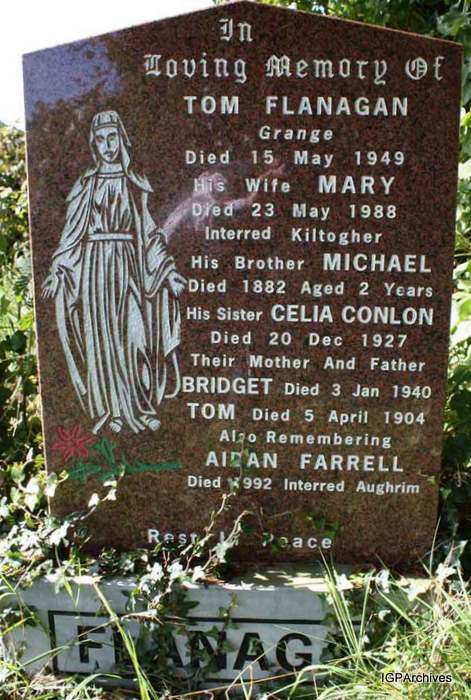 In
Loving Memory Of
TOM FLANAGAN
Grange
Died 15 May 1949
His Wife MARY
Died 23 May 1988
Interred Kiltogher
His Brother MICHAEL
Died 1882 Aged 2 Years
His Sister CELIA CONLON
Died 20 Dec 1927
Their Mother And Father
BRIDGET Died 3 Jan 1940
TOM Died 5 April 1904
Also Remembering
AIDAN FARRELL
Died 1992 Interred Aughrim
Rest In Peace
FLANAG
IGPArchives